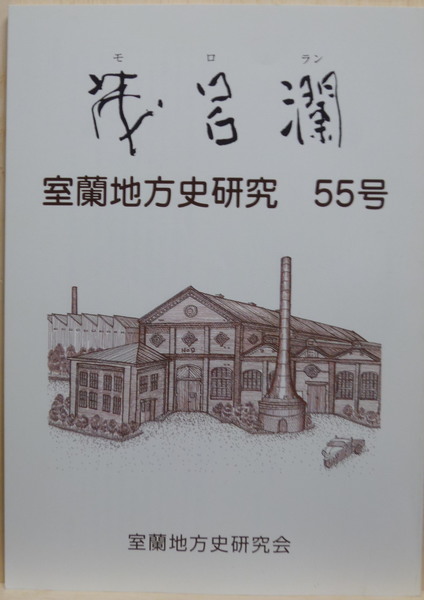 モ ロ ラン
茂呂瀾
室蘭地方史研究 55号
室蘭地方史研究会